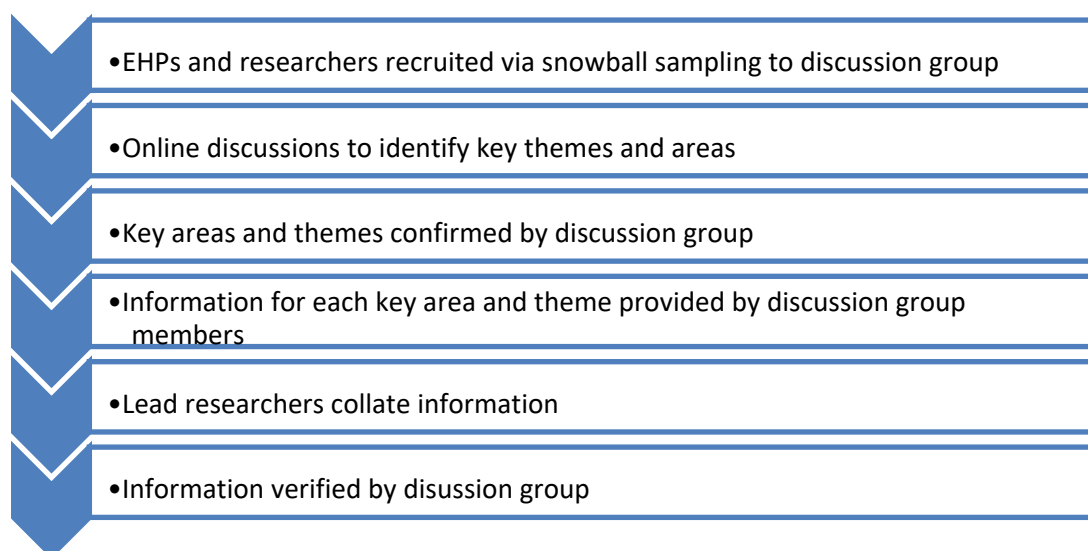 •EHPs and researchers recruited via snowball sampling to discussion group
•Online discussions to identify key themes and areas
•Key areas and themes confirmed by discussion group
•Information for each key area and theme provided by discussion group
members
•Lead researchers collate information
•Information verified by disussion group